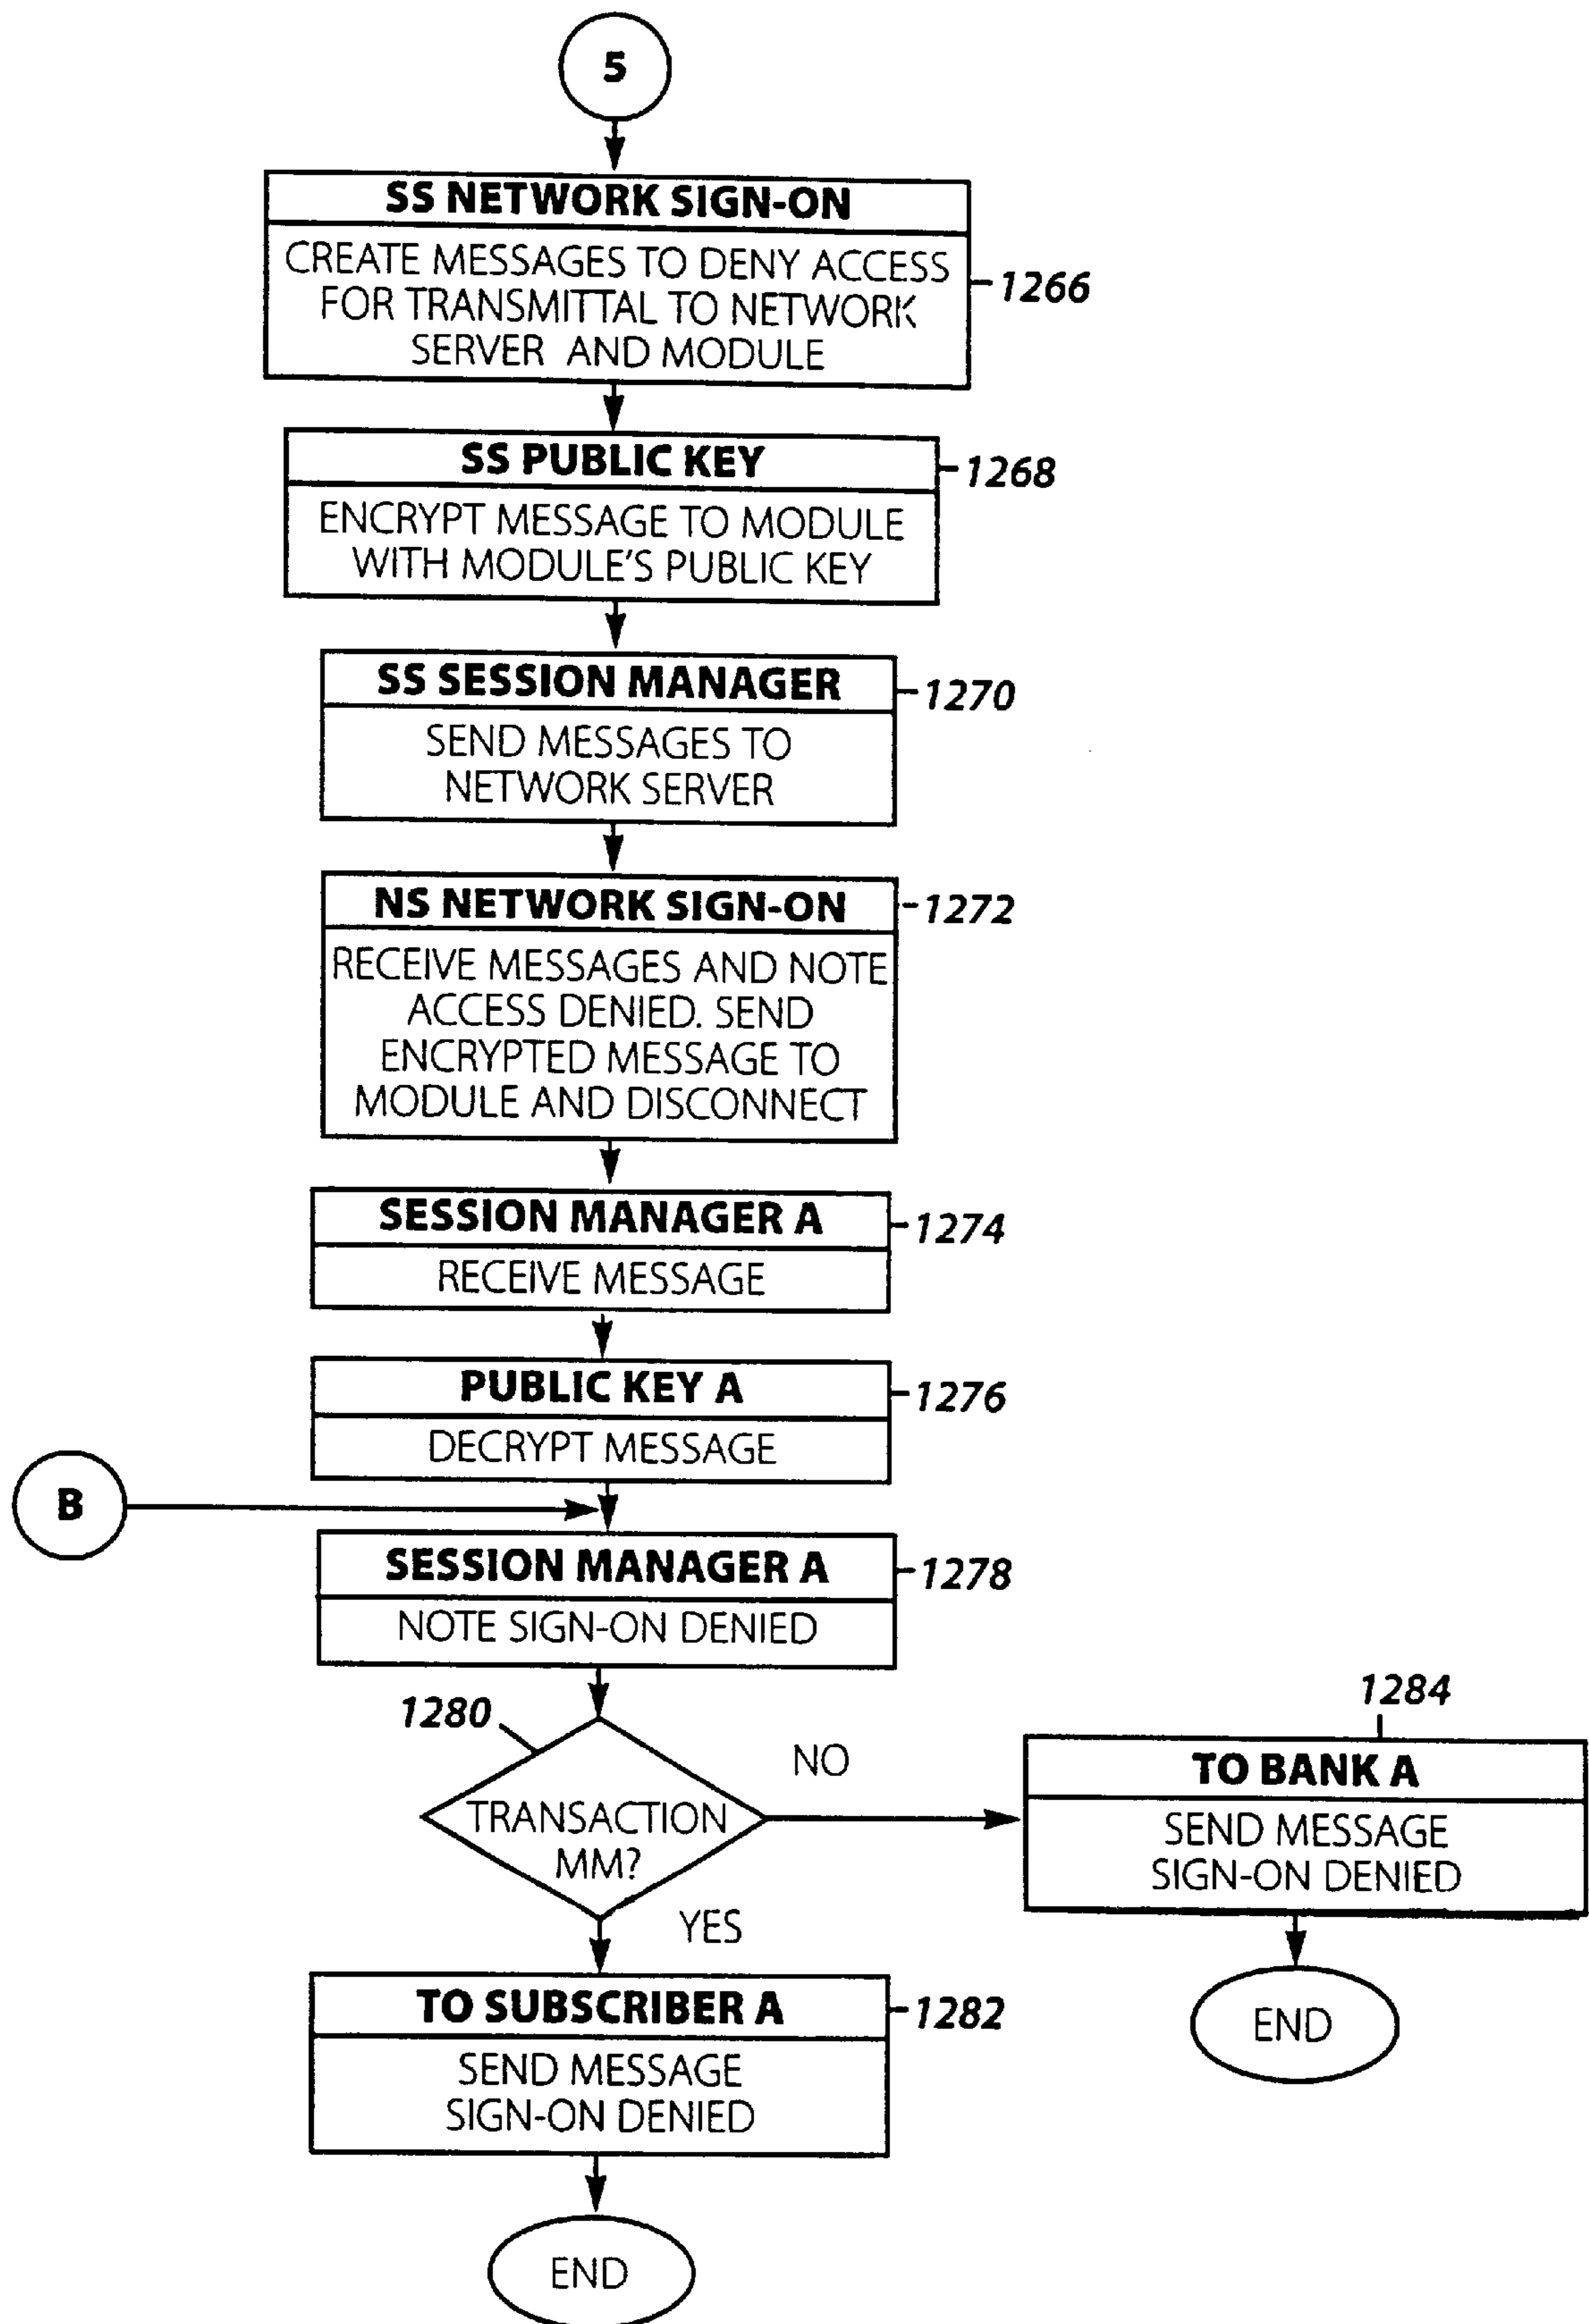 5
SS NETWORK SIGN-ON
CREATE MESSAGES TO DENY ACCESS
FOR TRANSMITTAL TO NETWORK
SERVER AND MODULE
1266
SS PUBLIC KEY
1268
ENCRYPT MESSAGE TO MODULE
WITH MODULE'S PUBLIC KEY
SS SESSION MANAGER
1270
SEND MESSAGES TO
NETWORK SERVER
NS NETWORK SIGN-ON
1272
RECEIVE MESSAGES AND NOTE
ACCESS DENIED. SEND
ENCRYPTED MESSAGE TO
MODULE AND DISCONNECT
SESSION MANAGER A
1274
RECEIVE MESSAGE
PUBLIC KEY A
1276
DECRYPT MESSAGE
B
SESSION MANAGER A
1278
NOTE SIGN-ON DENIED
1280
TRANSACTION
MM?
NO
1284
TO BANK A
SEND MESSAGE
SIGN-ON DENIED
END
YES
TO SUBSCRIBER A
1282
SEND MESSAGE
SIGN-ON DENIED
END